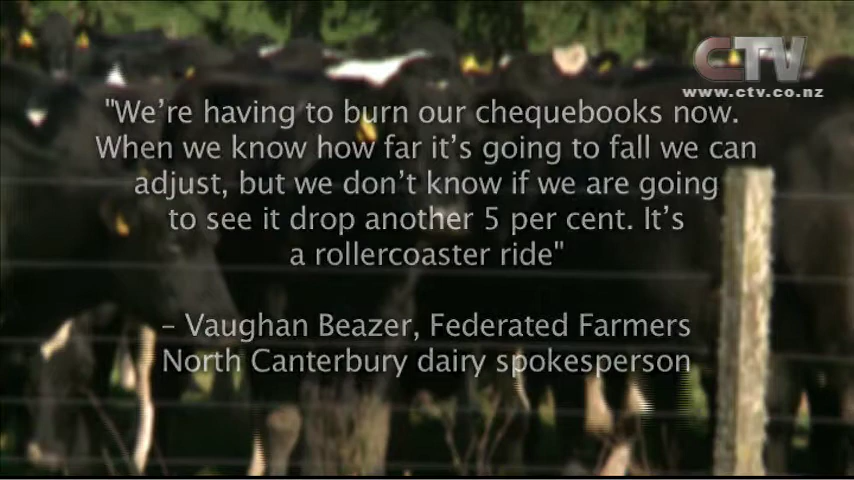 CTV
www.ctv.co.nz
"We're having to burn our chequebooks now.
When we know how far it's going to fall we can
adjust, but we don't know if we are going
to see it drop another 5 per cent. It's
a rollercoaster ride"
– Vaughan Beazer, Federated Farmers
North Canterbury dairy spokesperson